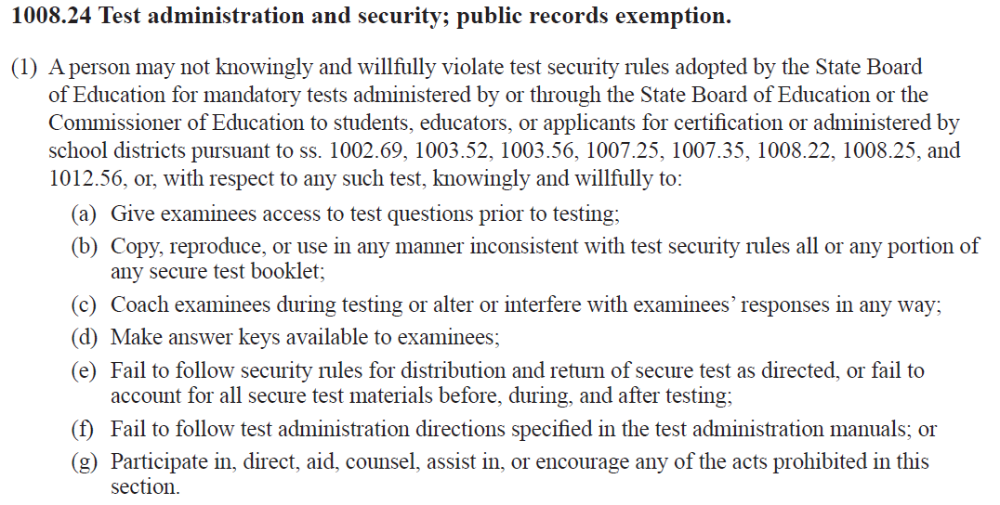 1008.24 Test administration and security; public records exemption.
(1) A person may not knowingly and willfully violate test security rules adopted by the State Board
of Education for mandatory tests administered by or through the State Board of Education or the
Commissioner of Education to students, educators, or applicants for certification or administered by
school districts pursuant to ss. 1002.69, 1003.52, 1003.56, 1007.25, 1007.35, 1008.22, 1008.25, and
1012.56, or, with respect to any such test, knowingly and willfully to:
(a) Give examinees access to test questions prior to testing;
(b) Copy, reproduce, or use in any manner inconsistent with test security rules all or any portion of
any secure test booklet;
(c) Coach examinees during testing or alter or interfere with examinees’ responses in any way;
(d) Make answer keys available to examinees;
(e) Fail to follow security rules for distribution and return of secure test as directed, or fail to
account for all secure test materials before, during, and after testing;
(f) Fail to follow test administration directions specified in the test administration manuals; or
(g) Participate in, direct, aid, counsel, assist in, or encourage any of the acts prohibited in this
section.